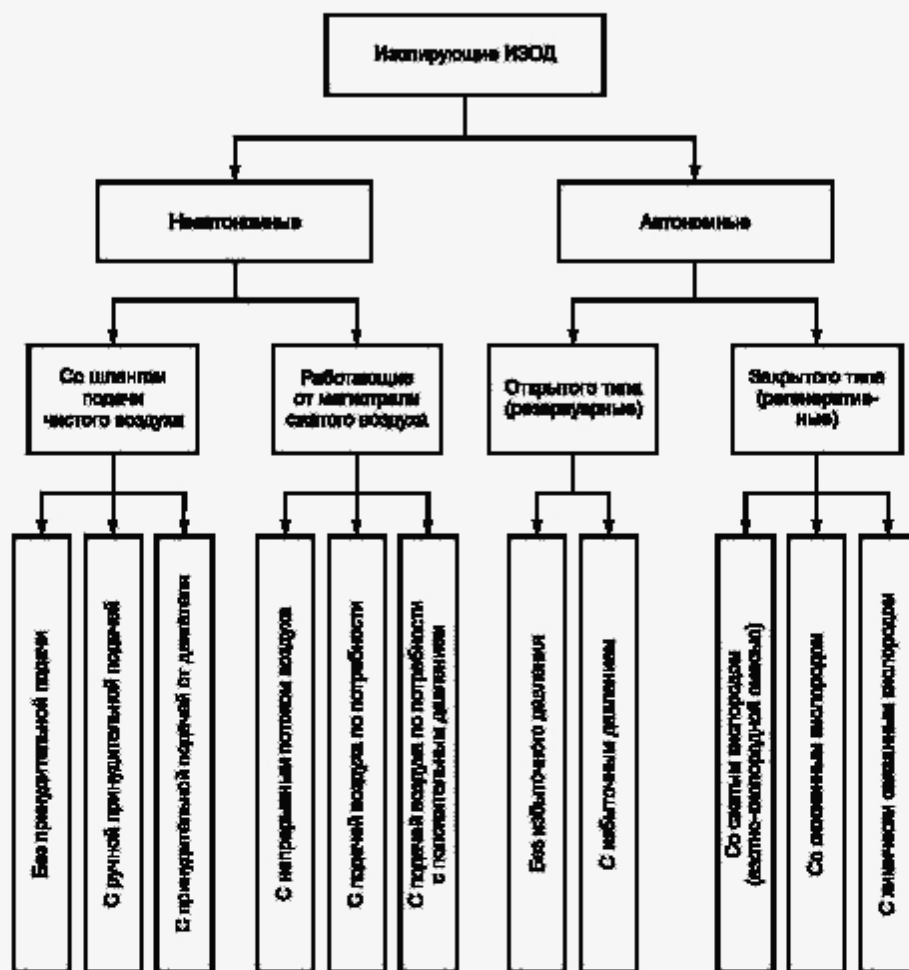 Изолирующие ИЗОД
Неавтономные
Автономные
Со шлангом
подачи
чистого воздуха
Работающие
от магистрали
сжатого воздуха
Открытого типа
(резервуарные)
Закрытого типа
(регенератив-
ные)
Без принудительной подачи
С ручной принудительной подачей
С принудительной подачей от двигателя
С непрерывным потоком воздуха
С подачей воздуха по потребности
С подачей воздуха по потребности
с положительным давлением
Без избыточного давления
С избыточным давлением
Со сжатым кислородом
(азотно-кислородной смесью)
Со сжиженным кислородом
С химически связанным кислородом